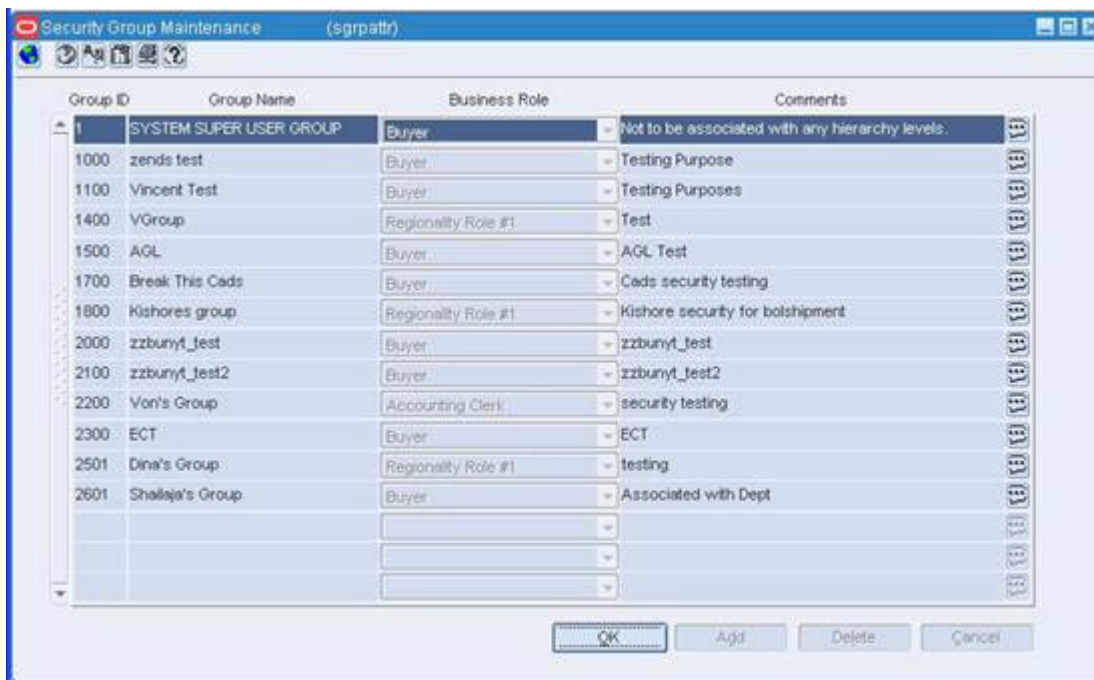 Security Group Maintenance (sgrpattr)
Group ID Group Name Business Role Comments
1 SYSTEM SUPER USER GROUP Buyer Not to be associated with any hierarchy levels.
1000 zends test Buyer Testing Purpose
1100 Vincent Test Buyer Testing Purposes
1400 VGroup Regionality Role #1 Test
1500 AGL Buyer AGL Test
1700 Break This Cads Buyer Cads security testing
1800 Kishores group Regionality Role #1 Kishore security for bolshipment
2000 zzbunyt_test Buyer zzbunyt_test
2100 zzbunyt_test2 Buyer zzbunyt_test2
2200 Von's Group Accounting Clerk security testing
2300 ECT Buyer ECT
2501 Dina's Group Regionality Role #1 testing
2601 Shailaja's Group Buyer Associated with Dept
OK Add Delete Cancel